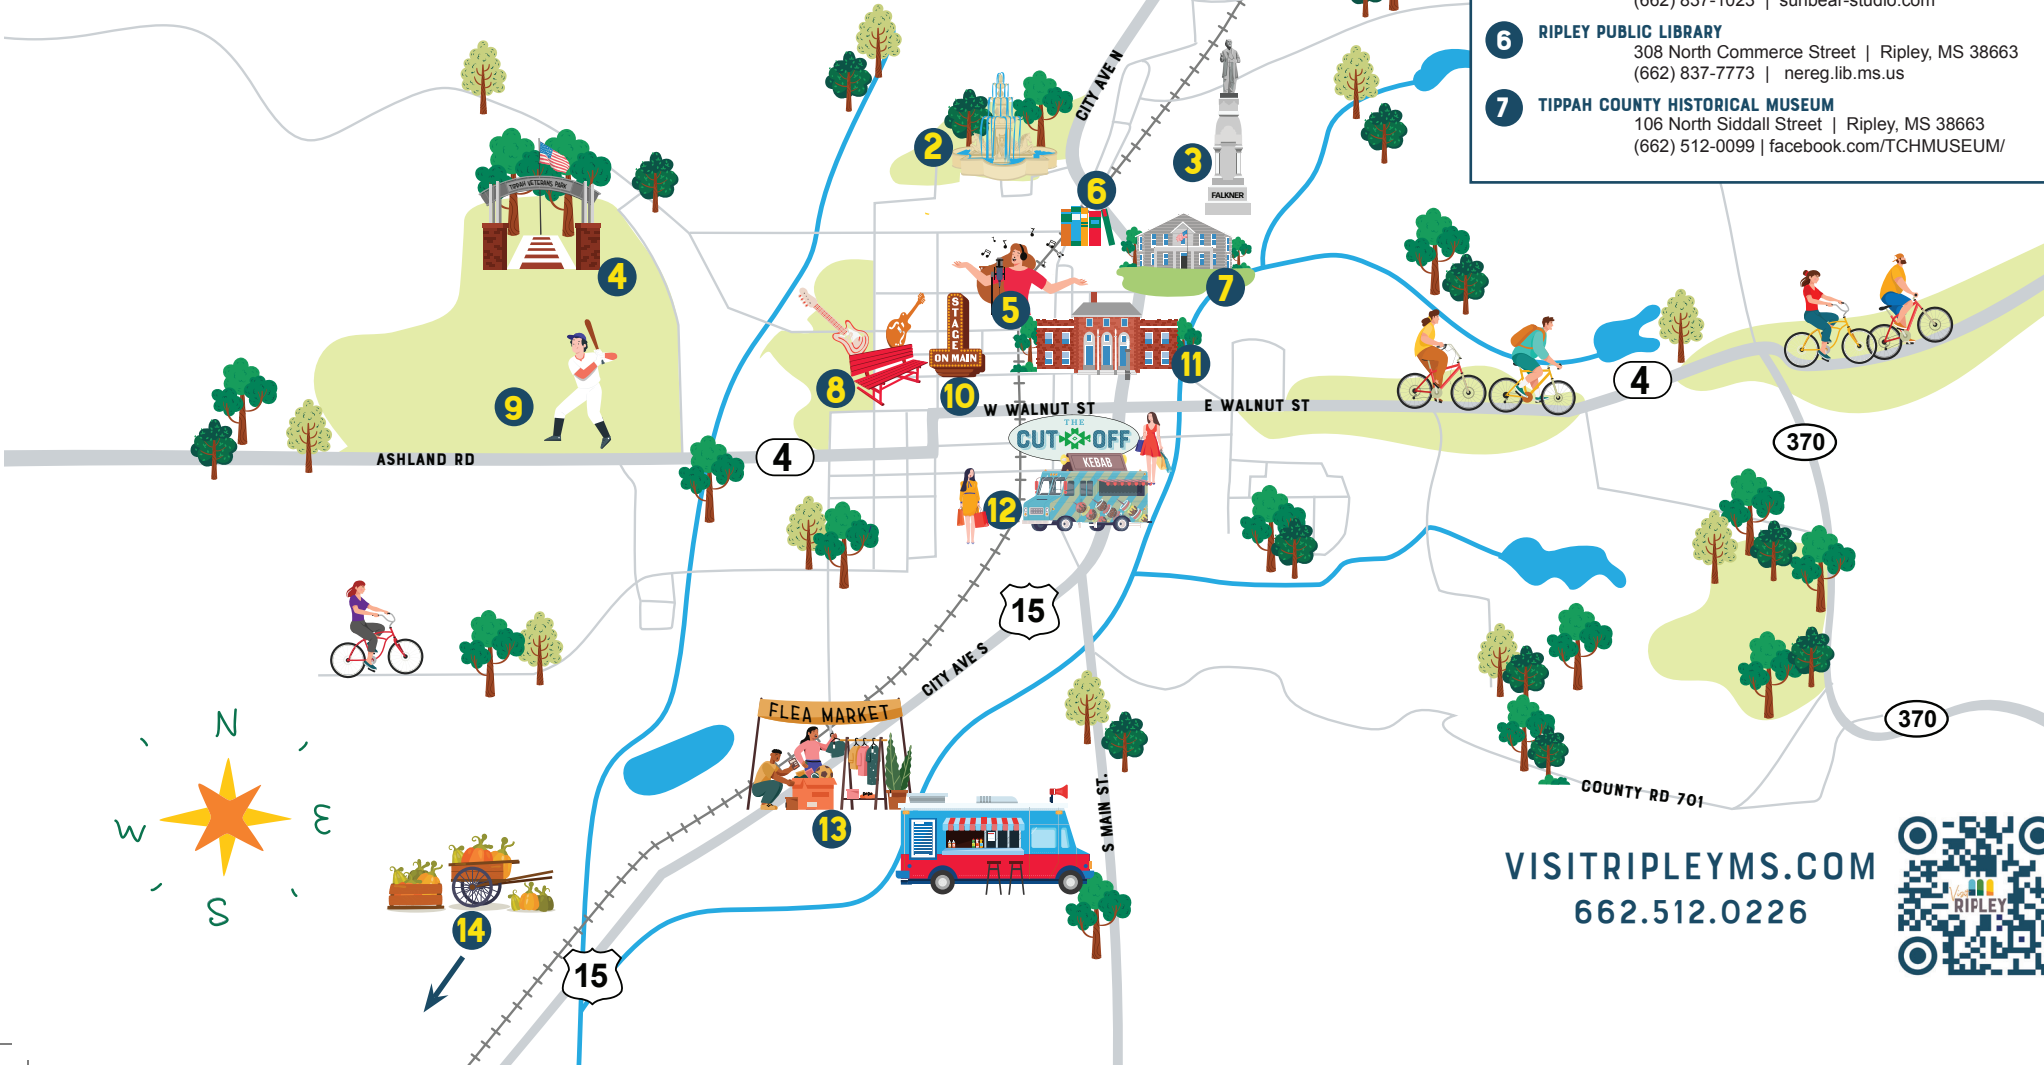 (662) 837-1023 | sunbear-studio.com
6 RIPLEY PUBLIC LIBRARY
308 North Commerce Street | Ripley, MS 38663
(662) 837-7773 | nereg.lib.ms.us
7 TIPPAH COUNTY HISTORICAL MUSEUM
106 North Siddall Street | Ripley, MS 38663
(662) 512-0099 | facebook.com/TCHMUSEUM/
CITY AVE N
2
3
FALKNER
6
TIPPAH VETERANS PARK
4
7
5
STAGE
ON MAIN
11
8
10
9
W WALNUT ST
E WALNUT ST
4
THE
CUT OFF
KEBAB
ASHLAND RD
4
370
12
15
CITY AVE S
FLEA MARKET
13
S MAIN ST.
370
COUNTY RD 701
N
W
E
S
14
15
VISITRIPLEYMS.COM
662.512.0226
Visit
RIPLEY